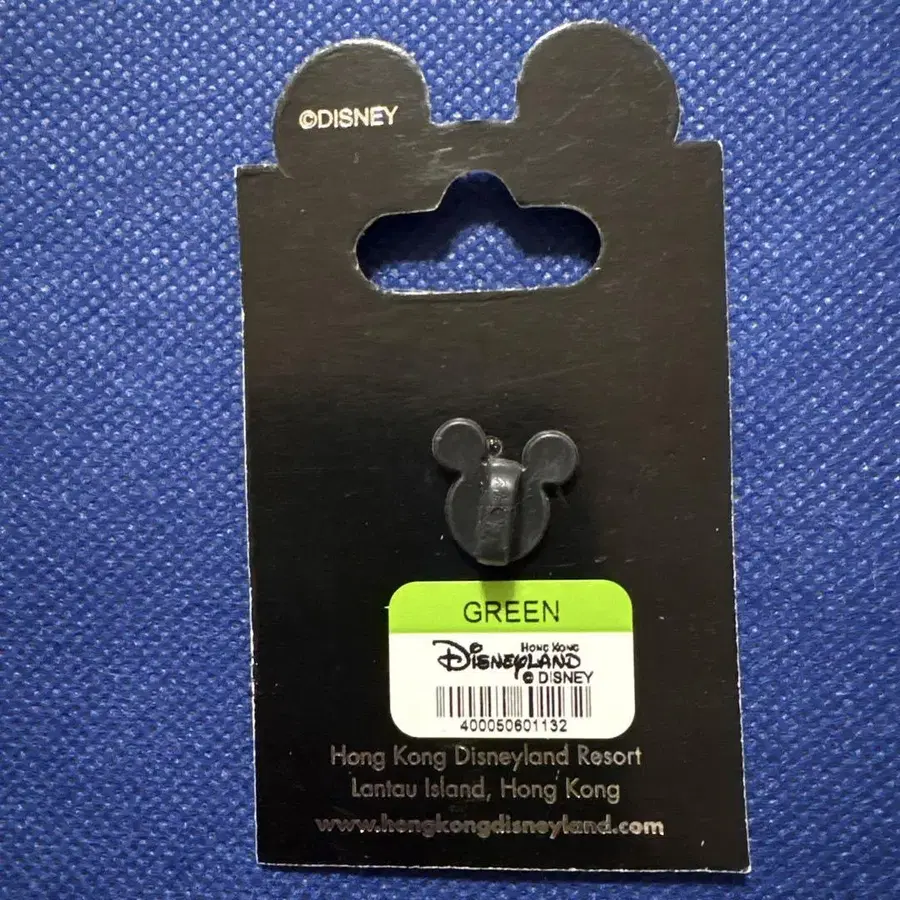 ©DISNEY
GREEN
HONG KONG
DISNEYLAND
© DISNEY
400050601132
Hong Kong Disneyland Resort
Lantau Island, Hong Kong
www.hongkongdisneyland.com